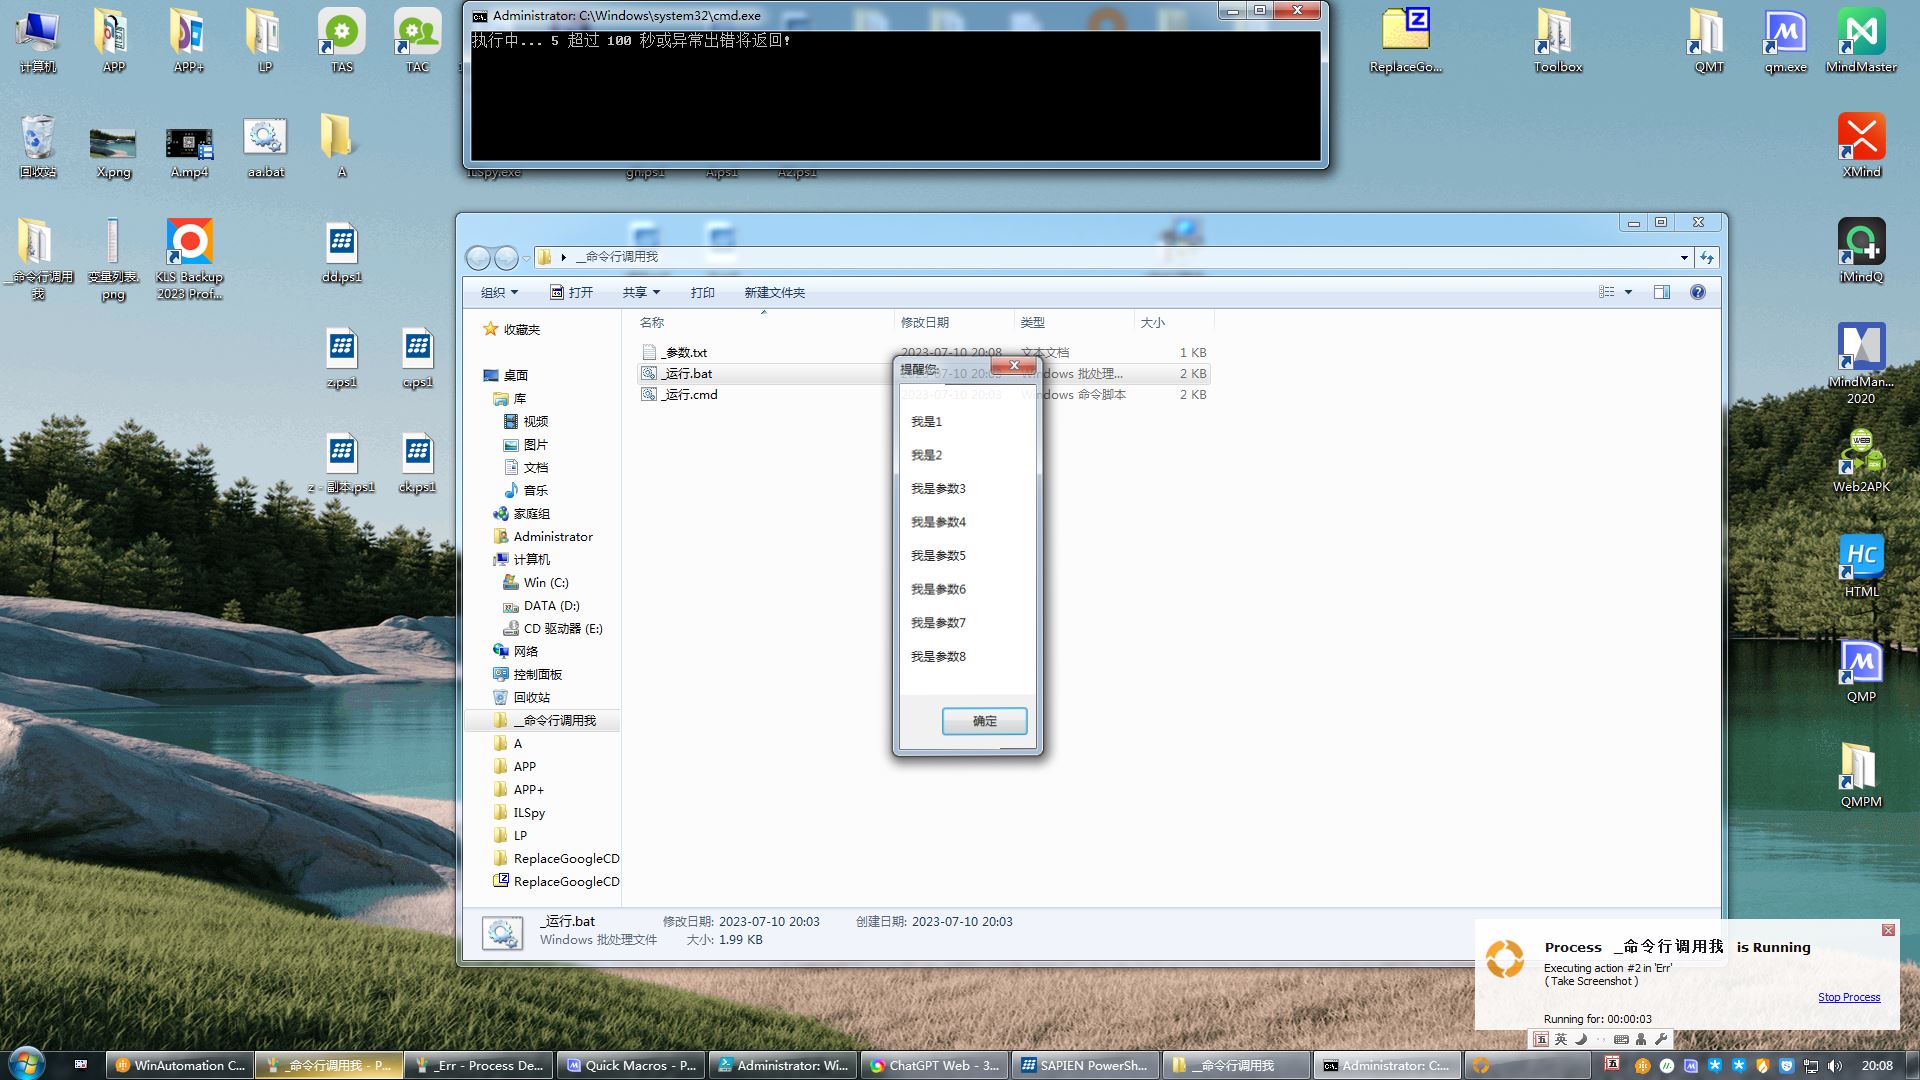 Administrator: C:\Windows\system32\cmd.exe
执行中... 5 超过 100 秒或异常出错将返回!
计算机
APP
APP+
LP
TAS
TAC
ReplaceGo...
Toolbox
QMT
qm.exe
MindMaster
回收站
X.png
A.mp4
aa.bat
A
ILSpy.exe
gn.ps1
A.ps1
A2.ps1
XMind
__命令行调用
我
变量列表.
png
KLS Backup
2023 Prof...
dd.ps1
iMindQ
z.ps1
c.ps1
MindMan...
2020
z - 副本.ps1
ck.ps1
Web2APK
HTML
QMP
QMPM
__命令行调用我
组织
打开
共享
打印
新建文件夹
名称
修改日期
类型
大小
_参数.txt
2023-07-10 20:08
文本文档
1 KB
_运行.bat
Windows 批处理...
2 KB
_运行.cmd
2023-07-10 20:03
Windows 命令脚本
2 KB
收藏夹
桌面
库
视频
图片
文档
音乐
家庭组
Administrator
计算机
Win (C:)
DATA (D:)
CD 驱动器 (E:)
网络
控制面板
回收站
__命令行调用我
A
APP
APP+
ILSpy
LP
ReplaceGoogleCD
ReplaceGoogleCD
提醒您:
我是1
我是2
我是参数3
我是参数4
我是参数5
我是参数6
我是参数7
我是参数8
确定
_运行.bat
修改日期: 2023-07-10 20:03
创建日期: 2023-07-10 20:03
Windows 批处理文件
大小: 1.99 KB
Process __命令行调用我 is Running
Executing action #2 in 'Err'
( Take Screenshot )
Stop Process
Running for: 00:00:03
五 英
WinAutomation C...
_命令行调用我 - P...
_Err - Process De...
Quick Macros - P...
Administrator: Wi...
ChatGPT Web - 3...
SAPIEN PowerSh...
__命令行调用我
Administrator: C:...
五
20:08